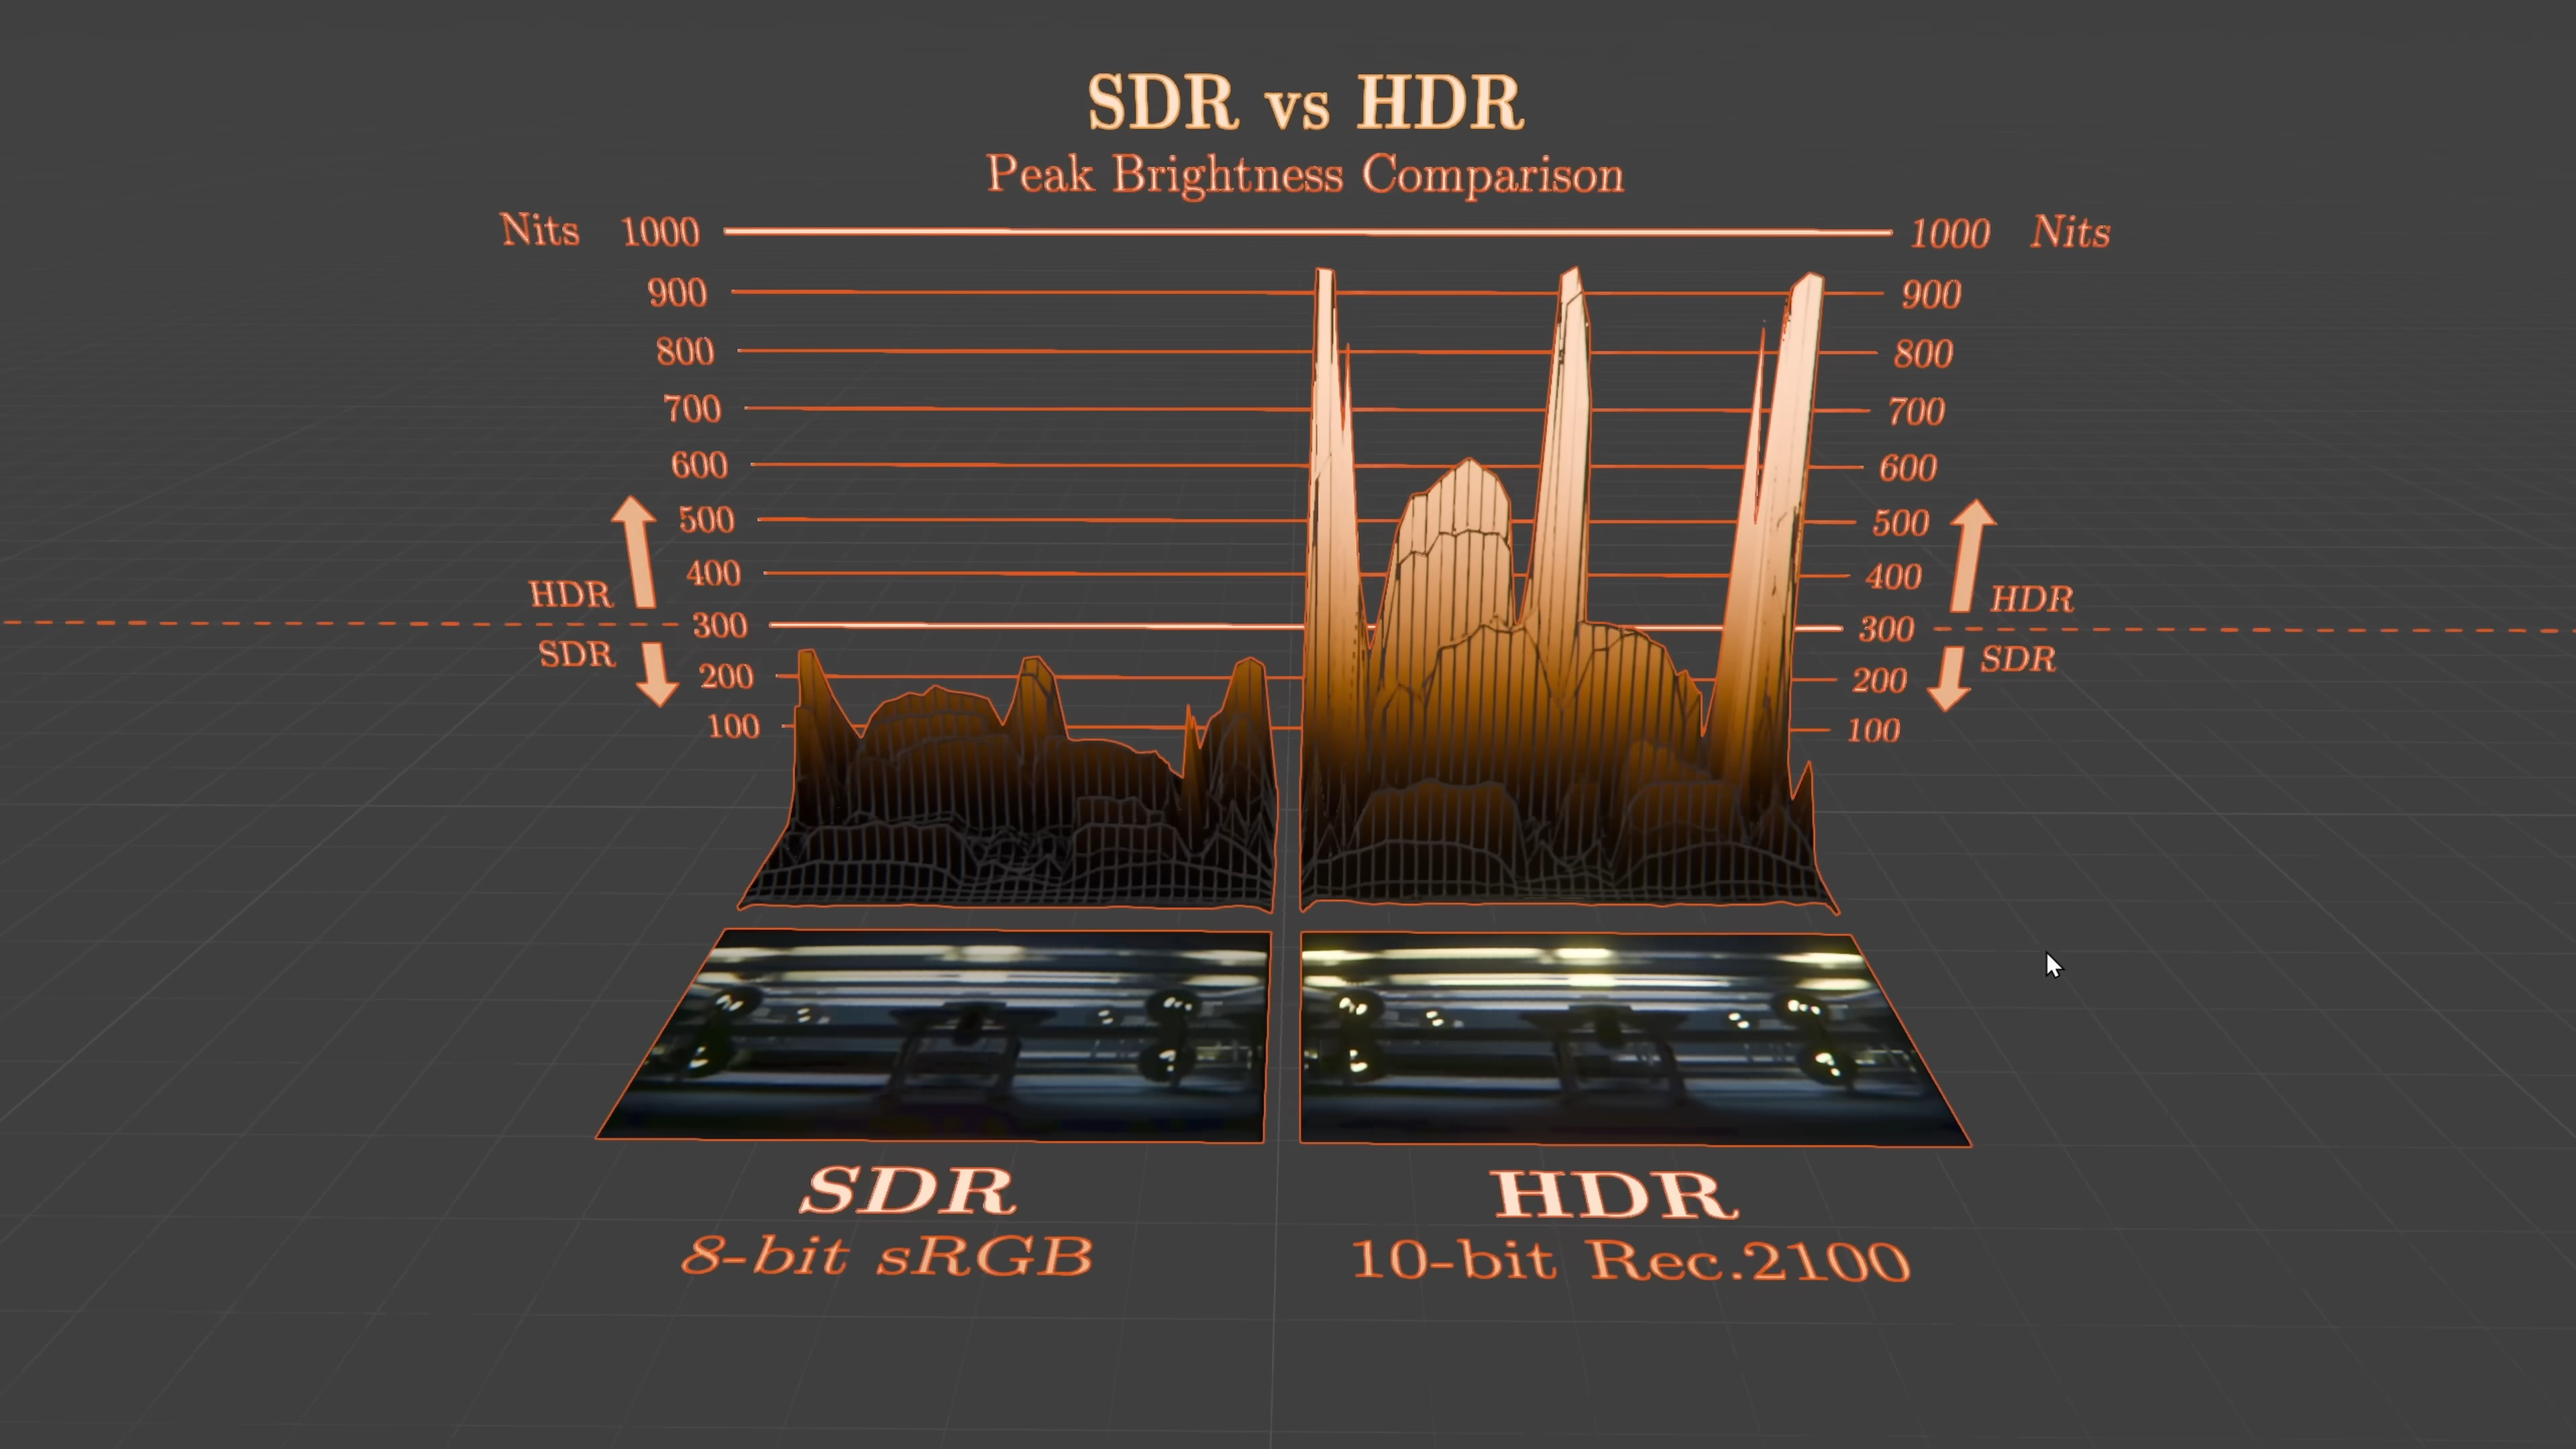 SDR vs HDR
Peak Brightness Comparison
Nits 1000 1000 Nits
900 900
800 800
700 700
600 600
500 500
400 400
HDR HDR
300 300
SDR SDR
200 200
100 100
SDR HDR
8-bit sRGB 10-bit Rec.2100